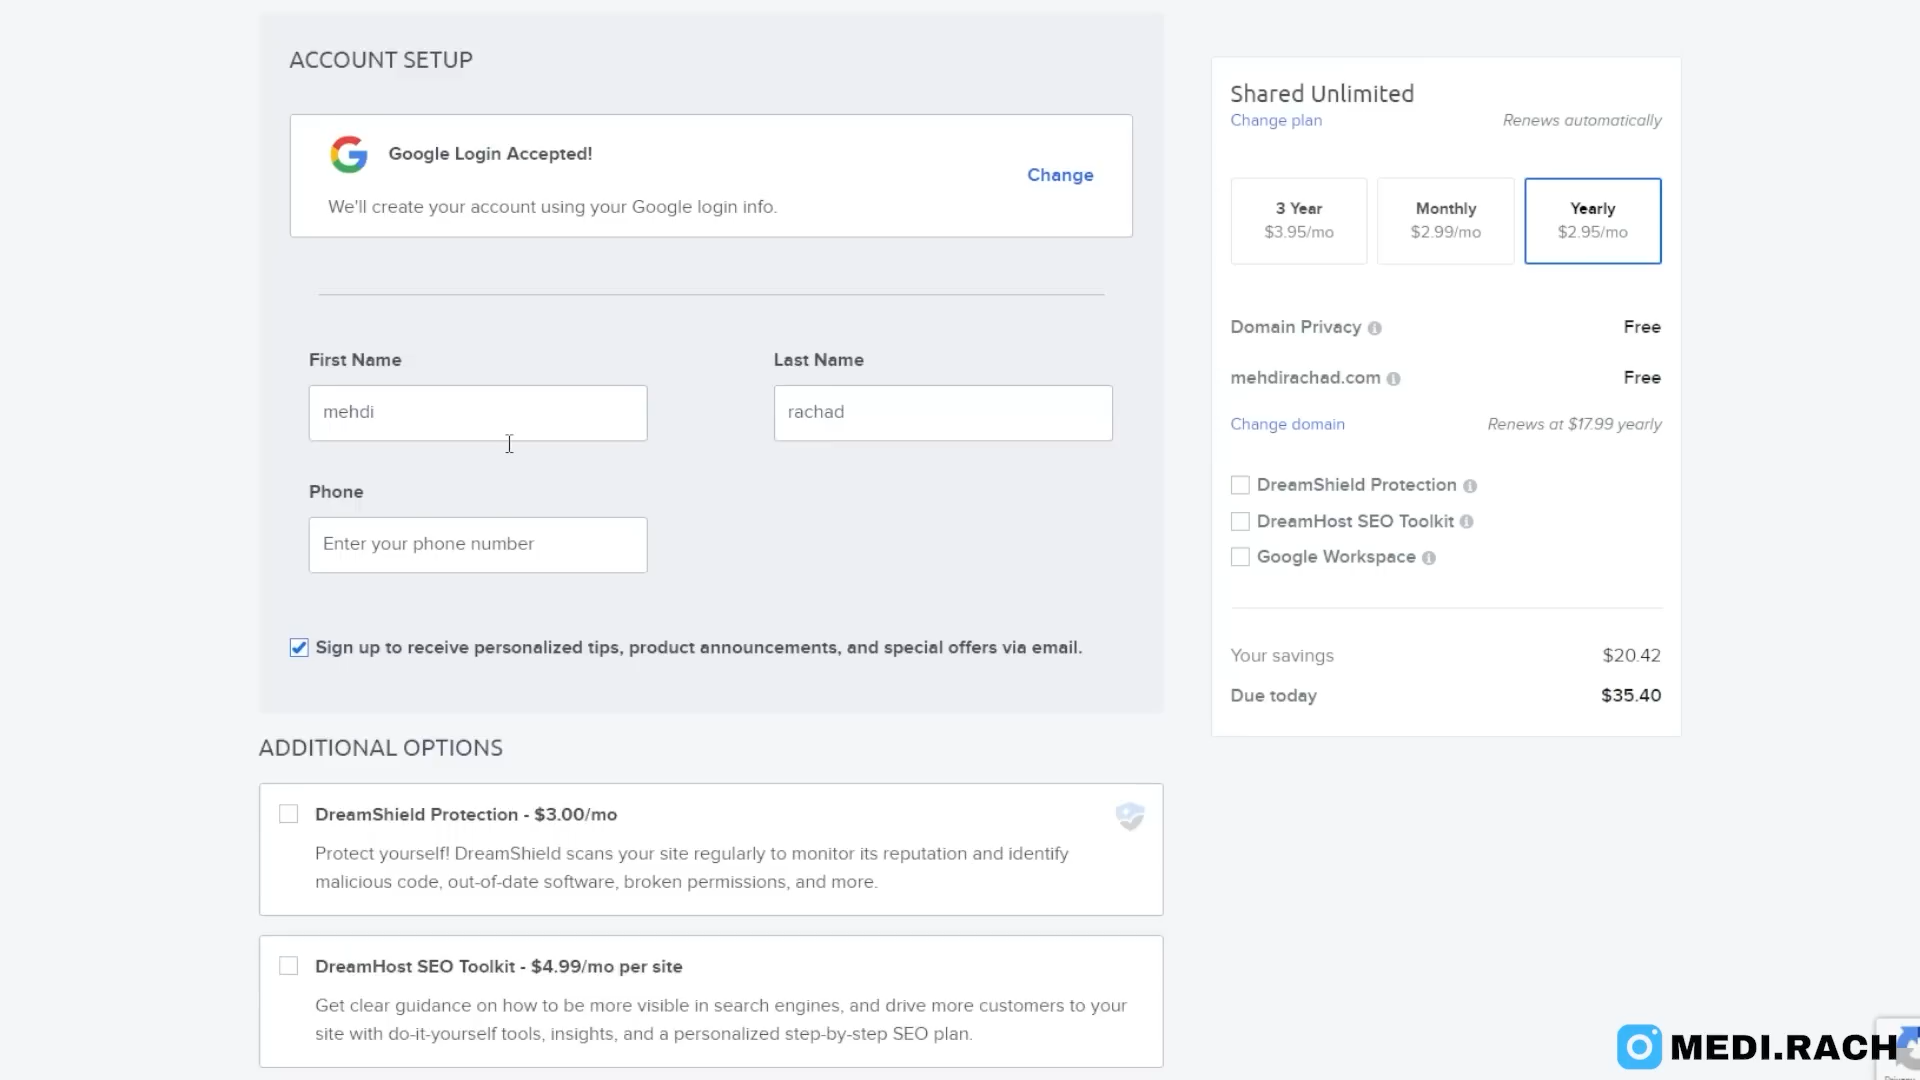 ACCOUNT SETUP
Google Login Accepted!
Change
We'll create your account using your Google login info.
First Name
Last Name
mehdi
rachad
Phone
Enter your phone number
Sign up to receive personalized tips, product announcements, and special offers via email.
ADDITIONAL OPTIONS
DreamShield Protection - $3.00/mo
Protect yourself! DreamShield scans your site regularly to monitor its reputation and identify
malicious code, out-of-date software, broken permissions, and more.
DreamHost SEO Toolkit - $4.99/mo per site
Get clear guidance on how to be more visible in search engines, and drive more customers to your
site with do-it-yourself tools, insights, and a personalized step-by-step SEO plan.
Shared Unlimited
Change plan
Renews automatically
3 Year
$3.95/mo
Monthly
$2.99/mo
Yearly
$2.95/mo
Domain Privacy
Free
mehdirachad.com
Free
Change domain
Renews at $17.99 yearly
DreamShield Protection
DreamHost SEO Toolkit
Google Workspace
Your savings
$20.42
Due today
$35.40
MEDI.RACH